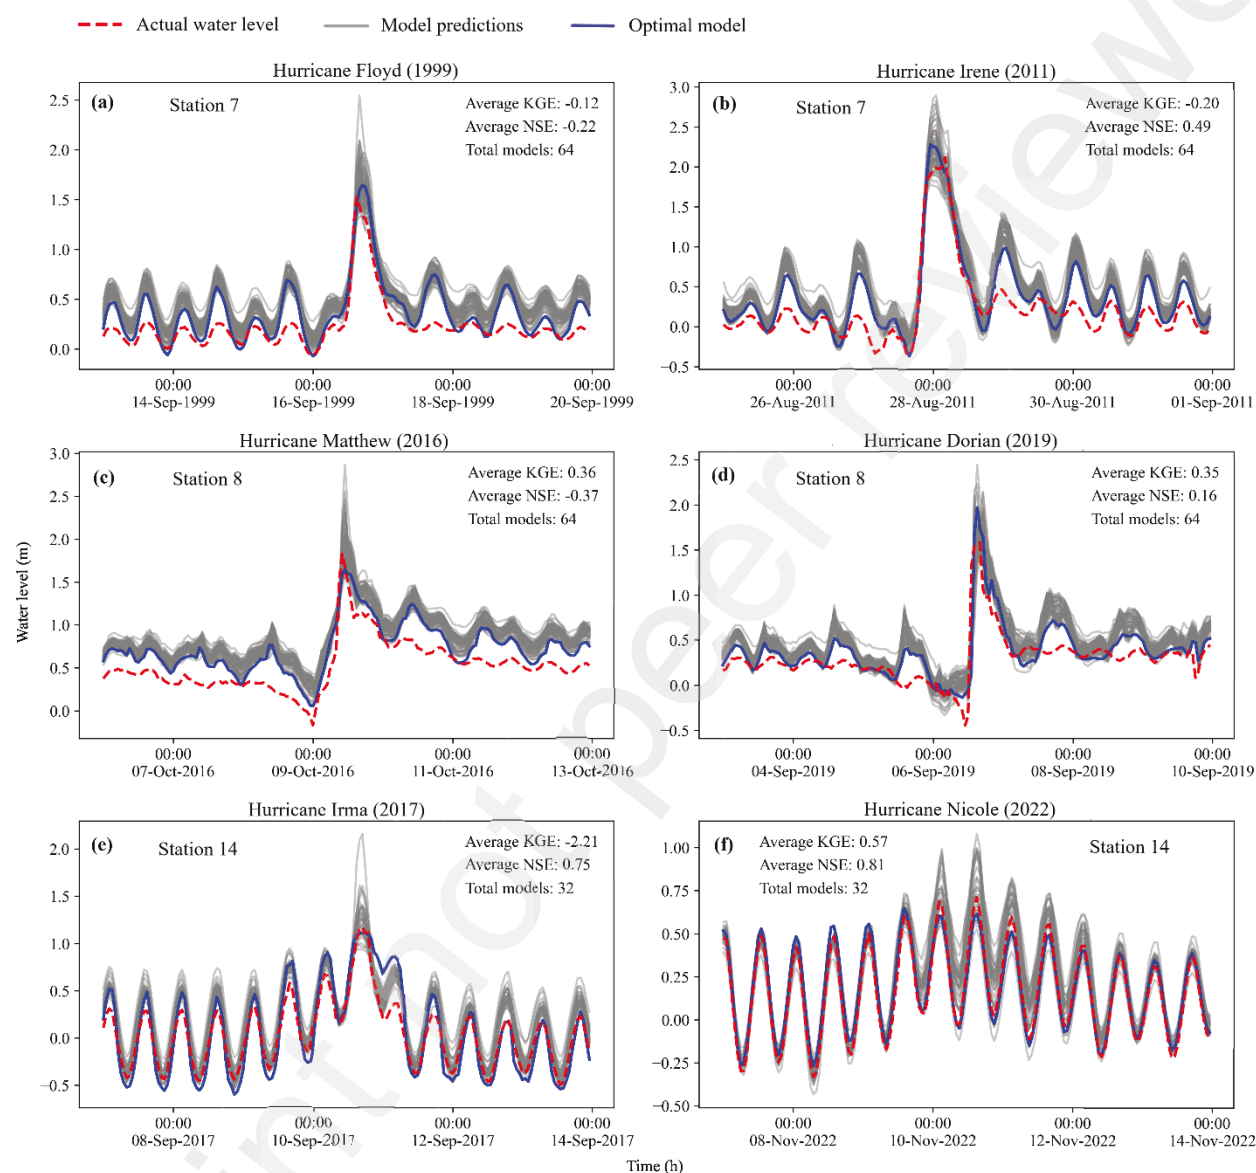 Actual water level
Model predictions
Optimal model
Hurricane Floyd (1999)
(a)
Station 7
Average KGE: -0.12
Average NSE: -0.22
Total models: 64
2.5
2.0
1.5
1.0
0.5
0.0
00:00 00:00 00:00 00:00
14-Sep-1999 16-Sep-1999 18-Sep-1999 20-Sep-1999
Hurricane Irene (2011)
(b)
Station 7
Average KGE: -0.20
Average NSE: 0.49
Total models: 64
3.0
2.5
2.0
1.5
1.0
0.5
0.0
−0.5
00:00 00:00 00:00 00:00
26-Aug-2011 28-Aug-2011 30-Aug-2011 01-Sep-2011
Hurricane Matthew (2016)
(c)
Station 8
Average KGE: 0.36
Average NSE: -0.37
Total models: 64
3.0
2.5
2.0
1.5
1.0
0.5
0.0
00:00 00:00 00:00 00:00
07-Oct-2016 09-Oct-2016 11-Oct-2016 13-Oct-2016
Hurricane Dorian (2019)
(d)
Station 8
Average KGE: 0.35
Average NSE: 0.16
Total models: 64
2.5
2.0
1.5
1.0
0.5
0.0
−0.5
00:00 00:00 00:00 00:00
04-Sep-2019 06-Sep-2019 08-Sep-2019 10-Sep-2019
Hurricane Irma (2017)
(e)
Station 14
Average KGE: -2.21
Average NSE: 0.75
Total models: 32
2.0
1.5
1.0
0.5
0.0
−0.5
00:00 00:00 00:00 00:00
08-Sep-2017 10-Sep-2017 12-Sep-2017 14-Sep-2017
Hurricane Nicole (2022)
(f)
Average KGE: 0.57
Average NSE: 0.81
Total models: 32
Station 14
1.00
0.75
0.50
0.25
0.00
−0.25
−0.50
00:00 00:00 00:00 00:00
08-Nov-2022 10-Nov-2022 12-Nov-2022 14-Nov-2022
Water level (m)
Time (h)
not peer review